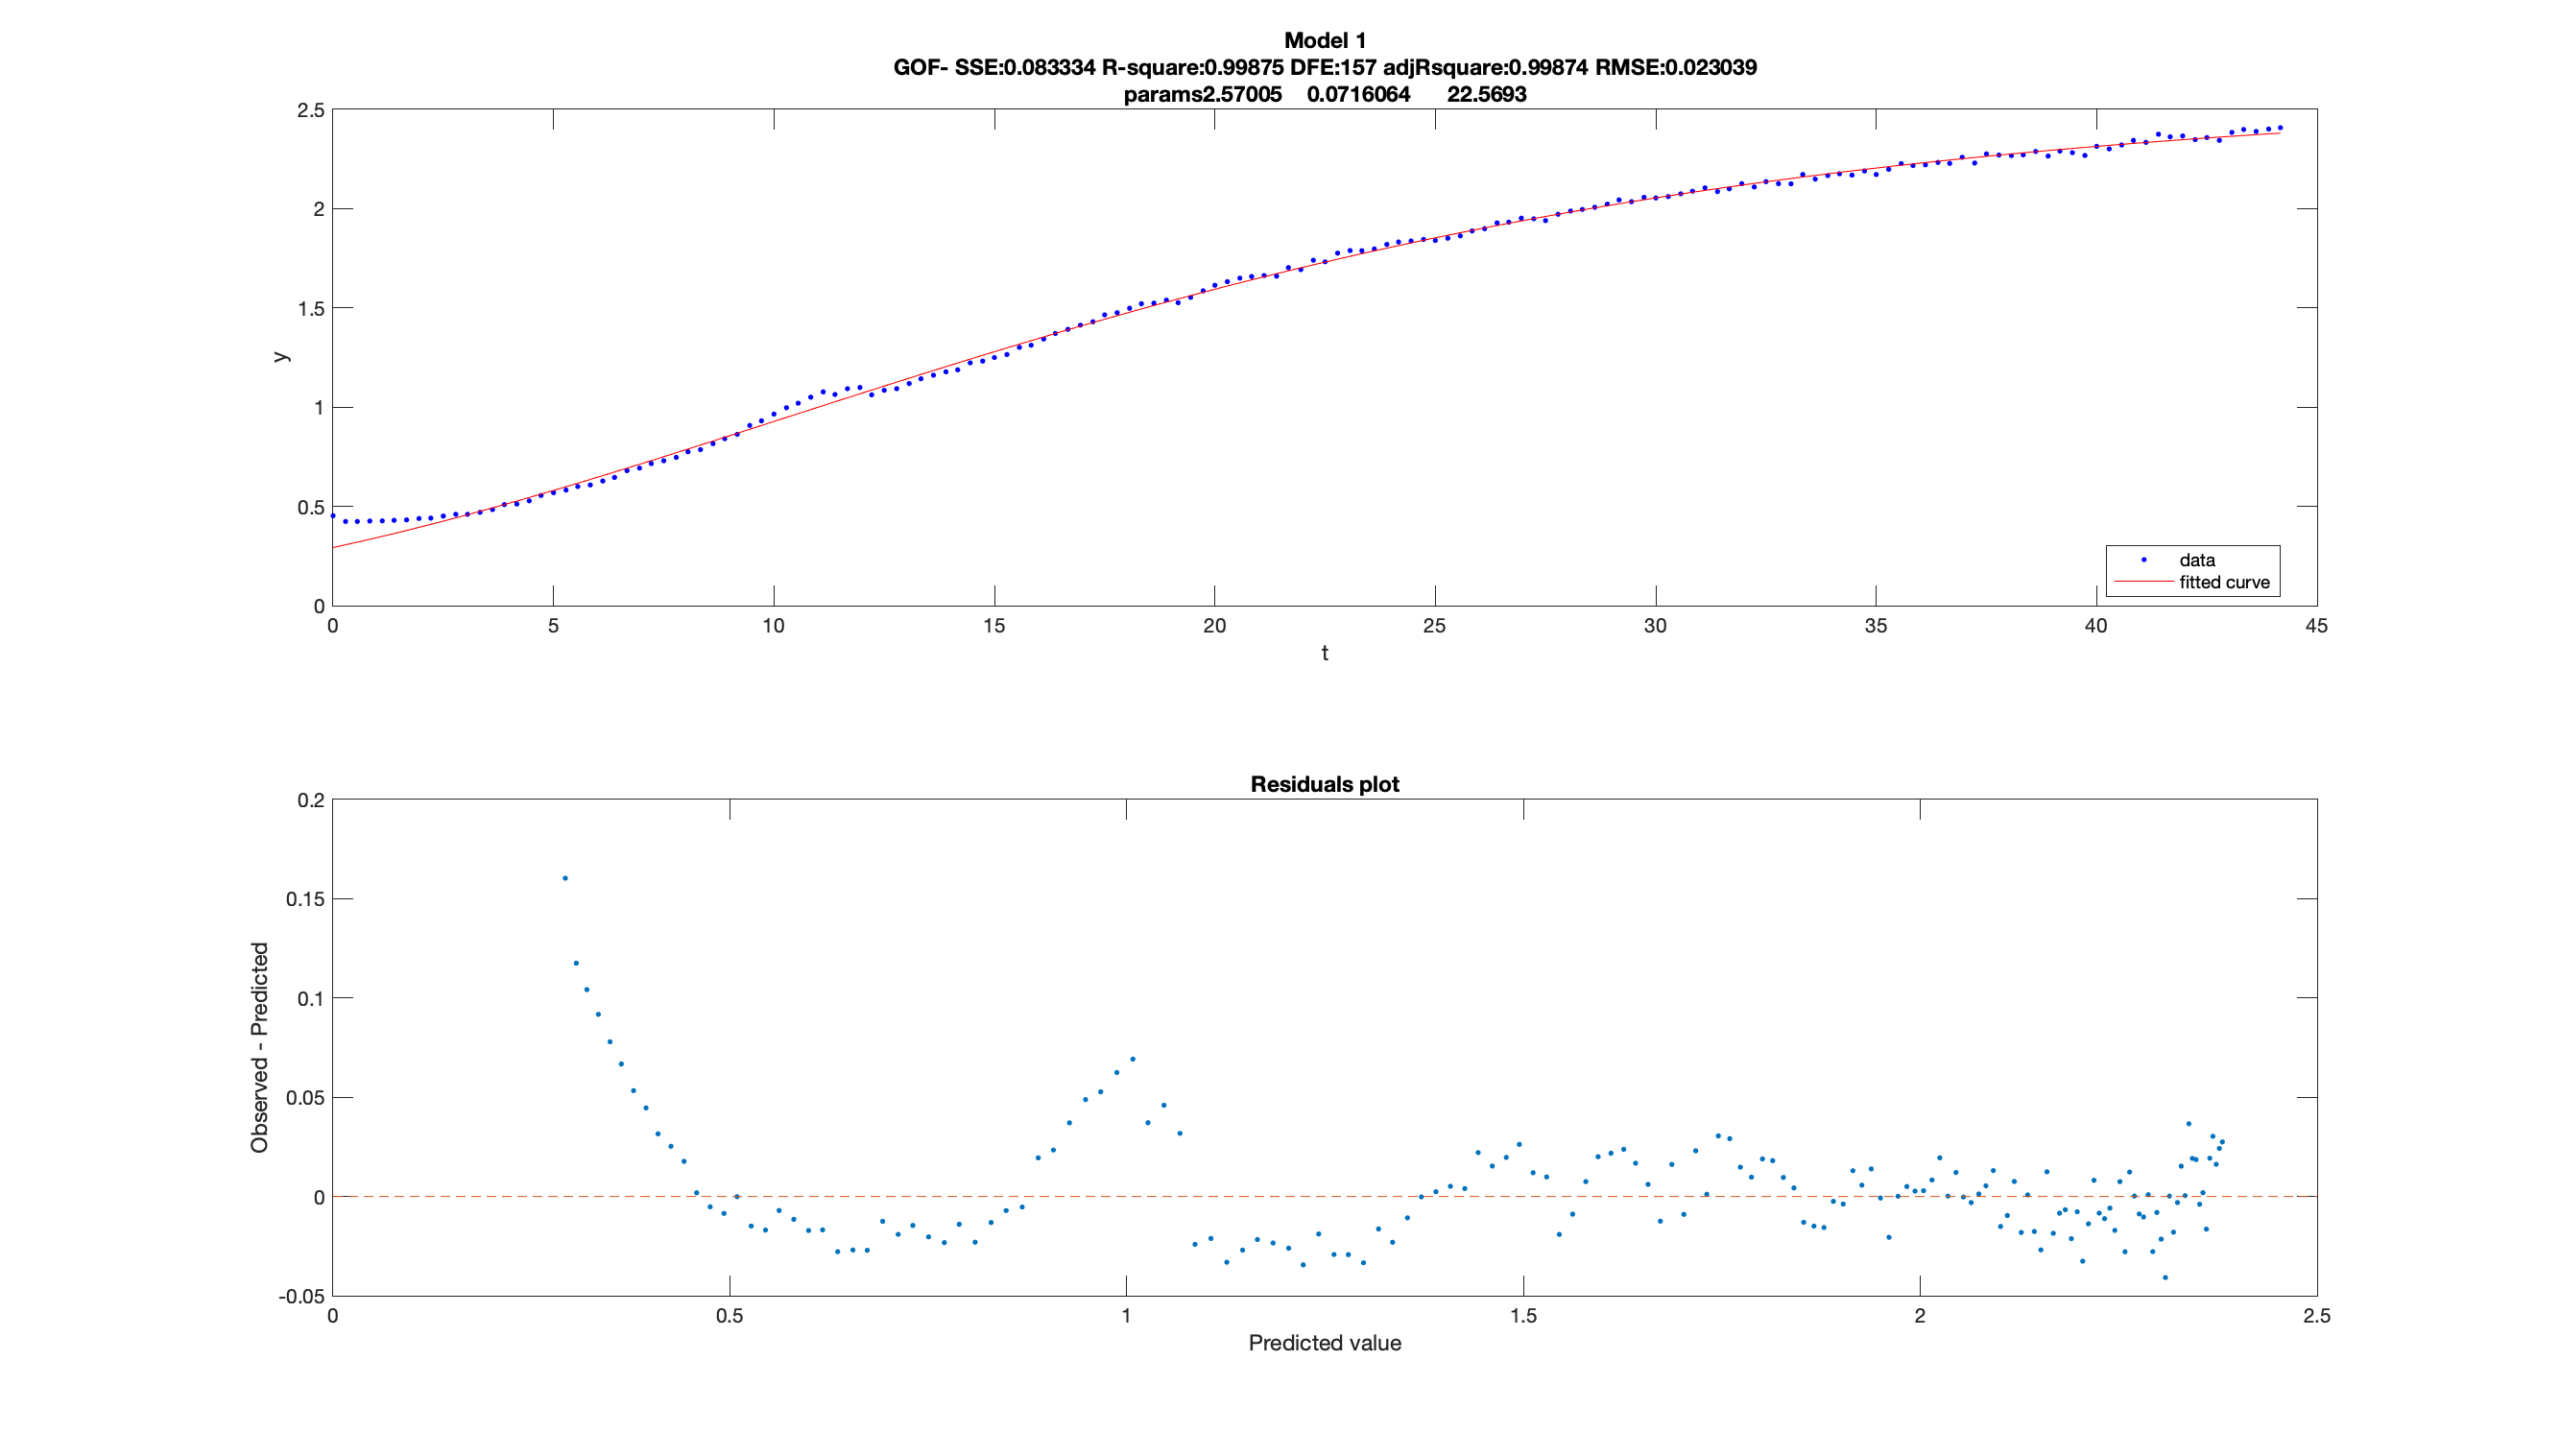 Model 1
GOF- SSE:0.083334 R-square:0.99875 DFE:157 adjRsquare:0.99874 RMSE:0.023039
params2.57005 0.0716064 22.5693
2.5
2
1.5
1
0.5
0
y
0 5 10 15 20 25 30 35 40 45
t
data
fitted curve
Residuals plot
0.2
0.15
0.1
0.05
0
-0.05
Observed - Predicted
0 0.5 1 1.5 2 2.5
Predicted value